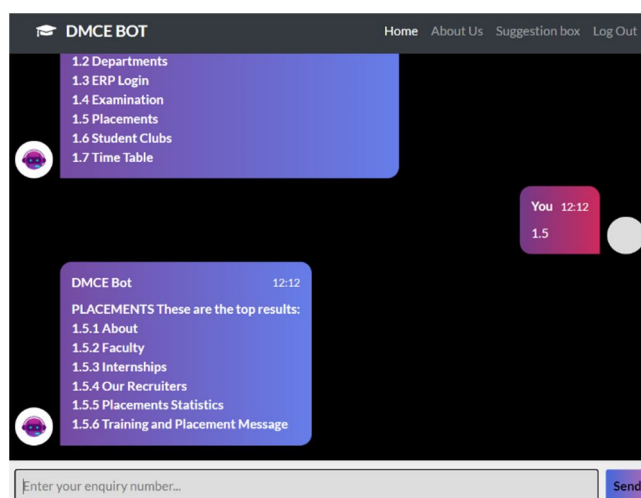 DMCE BOT Home About Us Suggestion box Log Out
1.2 Departments
1.3 ERP Login
1.4 Examination
1.5 Placements
1.6 Student Clubs
1.7 Time Table
You 12:12
1.5
DMCE Bot 12:12
PLACEMENTS These are the top results:
1.5.1 About
1.5.2 Faculty
1.5.3 Internships
1.5.4 Our Recruiters
1.5.5 Placements Statistics
1.5.6 Training and Placement Message
Enter your enquiry number... Send